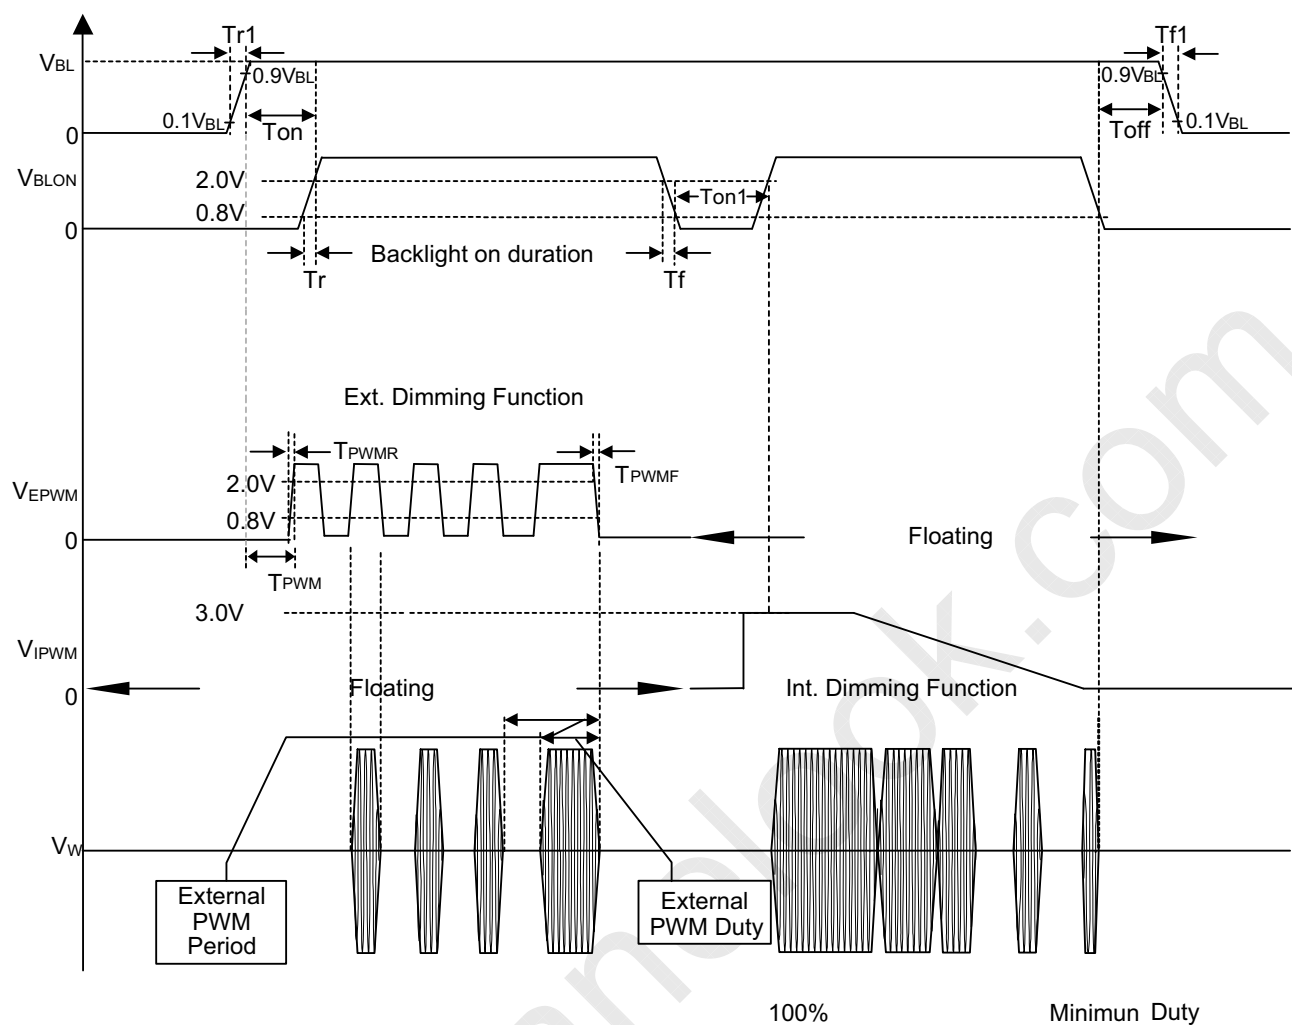 Tr1
Tf1
VBL
0.9VBL
0.9VBL
0.1VBL
Ton
Toff
0.1VBL
0
VBLON
2.0V
Ton1
0.8V
0
Backlight on duration
Tr
Tf
Ext. Dimming Function
TPWMR
TPWMF
2.0V
VEPWM
0.8V
0
Floating
TPWM
3.0V
VIPWM
0
Floating
Int. Dimming Function
VW
External
PWM
Period
External
PWM Duty
100%
Minimun Duty
anlook.com